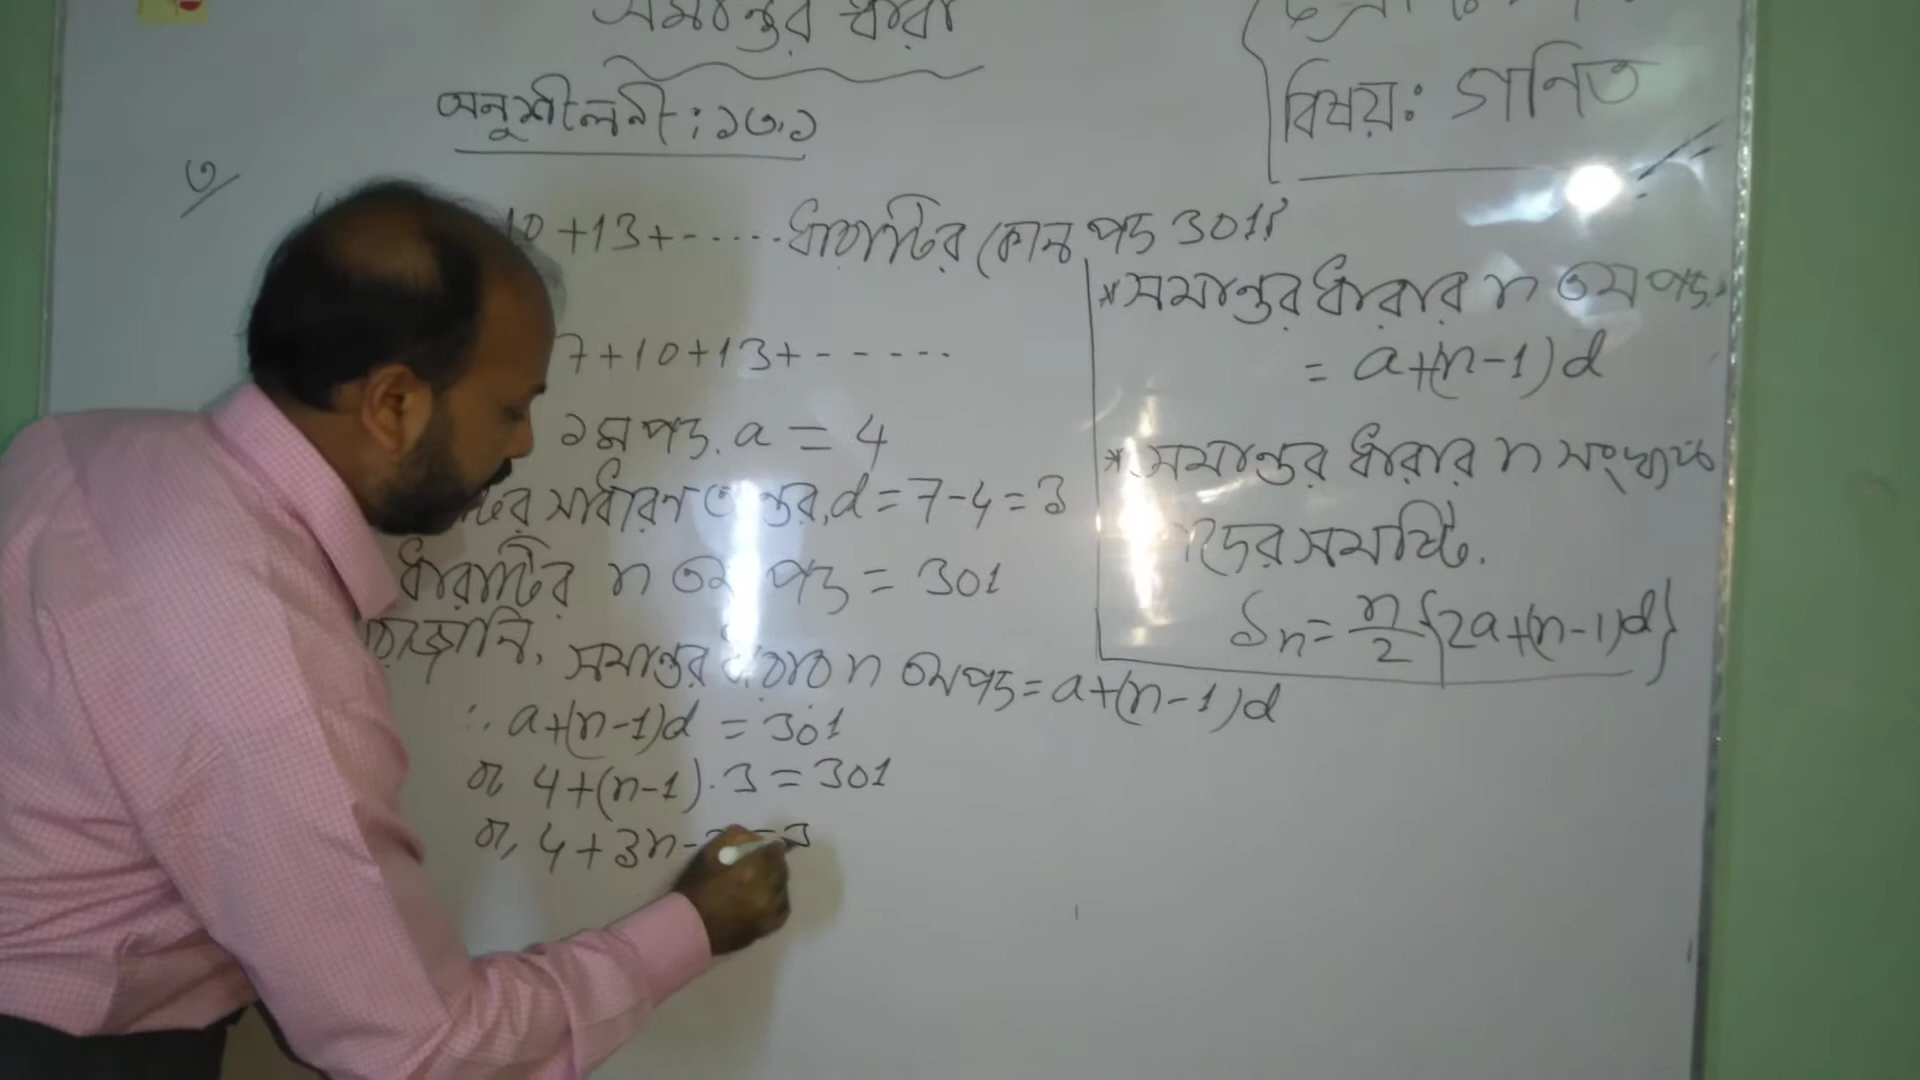 সমান্তর ধারা
বিষয়: গনিত
অনুশীলনী: ১৩.১
৩
10 +13+------ ধারাটির কোন পদ 301?
7+10+13+------
১ম পদ, a = 4
সাধারণ অন্তর, d = 7-4 = 3
ধারাটির n তম পদ = 301
সমান্তর ধারার n তম পদ = a+(n-1)d
∴ a+(n-1)d = 301
বা, 4+(n-1).3 = 301
বা, 4+3n-
* সমান্তর ধারার n তম পদ,
= a+(n-1)d
* সমান্তর ধারার n সংখ্যক
পদের সমষ্টি.
Sn = n/2 {2a+(n-1)d}